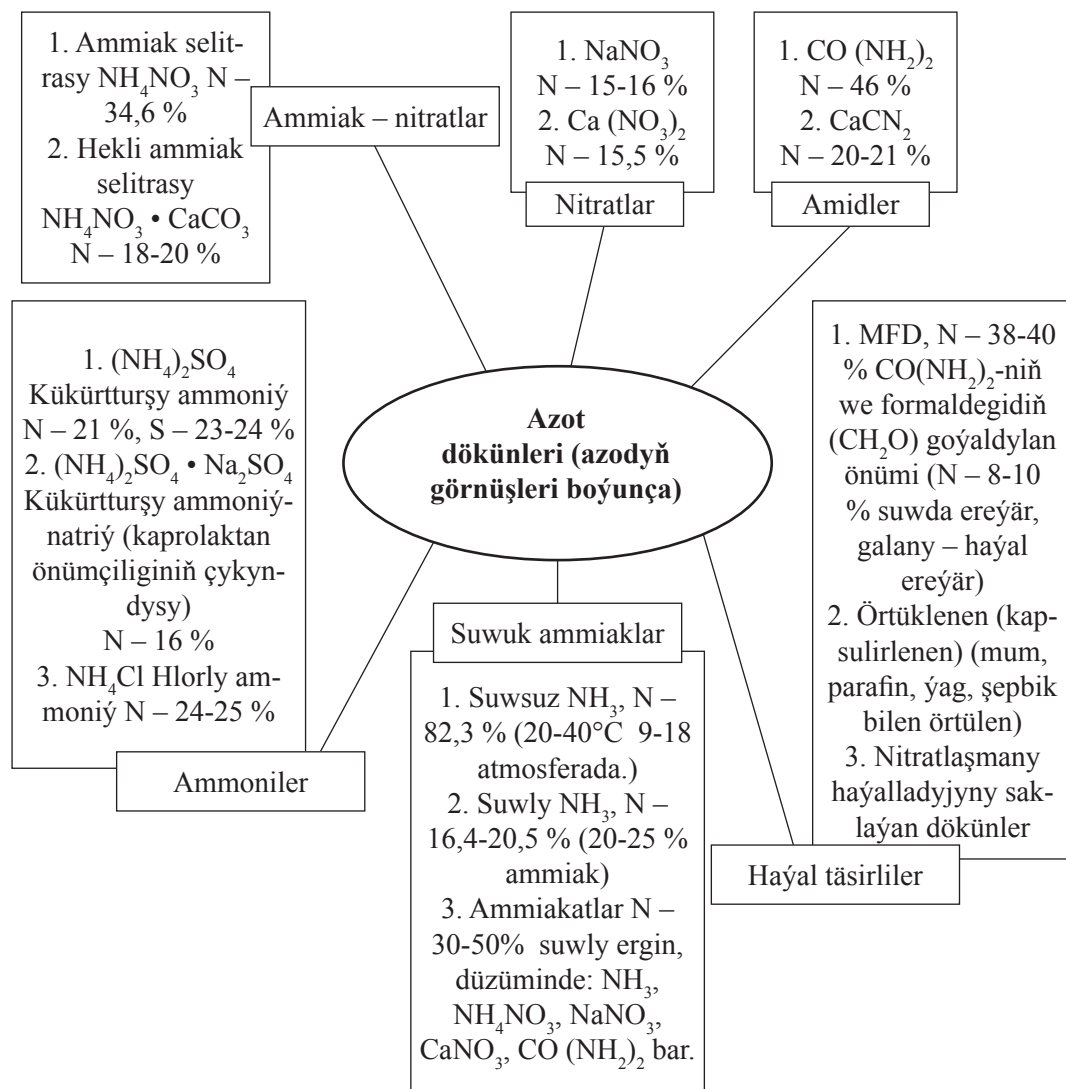 1. Ammiak selit-
rasy NH₄NO₃ N –
34,6 %
2. Hekli ammiak
selitrasy
NH₄NO₃ • CaCO₃
N – 18-20 %
Ammiak – nitratlar
1. NaNO₃
N – 15-16 %
2. Ca (NO₃)₂
N – 15,5 %
Nitratlar
1. CO (NH₂)₂
N – 46 %
2. CaCN₂
N – 20-21 %
Amidler
Azot
dökünleri (azodyň
görnüşleri boýunça)
1. (NH₄)₂SO₄
Kükürtturşy ammoniý
N – 21 %, S – 23-24 %
2. (NH₄)₂SO₄ • Na₂SO₄
Kükürtturşy ammoniý-
natriý (kaprolaktan
önümçiliginiň çykyn-
dysy)
N – 16 %
3. NH₄Cl Hlorly am-
moniý N – 24-25 %
Ammoniler
Suwuk ammiaklar
1. Suwsuz NH₃, N –
82,3 % (20-40°C 9-18
atmosferada.)
2. Suwly NH₃, N –
16,4-20,5 % (20-25 %
ammiak)
3. Ammiakatlar N –
30-50% suwly ergin,
düzüminde: NH₃,
NH₄NO₃, NaNO₃,
CaNO₃, CO (NH₂)₂ bar.
1. MFD, N – 38-40
% CO(NH₂)₂-niň
we formaldegidiň
(CH₂O) goýaldylan
önümi (N – 8-10
% suwda ereýär,
galany – haýal
ereýär)
2. Örtüklenen (kap-
sulirlenen) (mum,
parafin, ýag, şepbik
bilen örtülen)
3. Nitratlaşmany
haýalladyjyny sak-
laýan dökünler
Haýal täsirliler